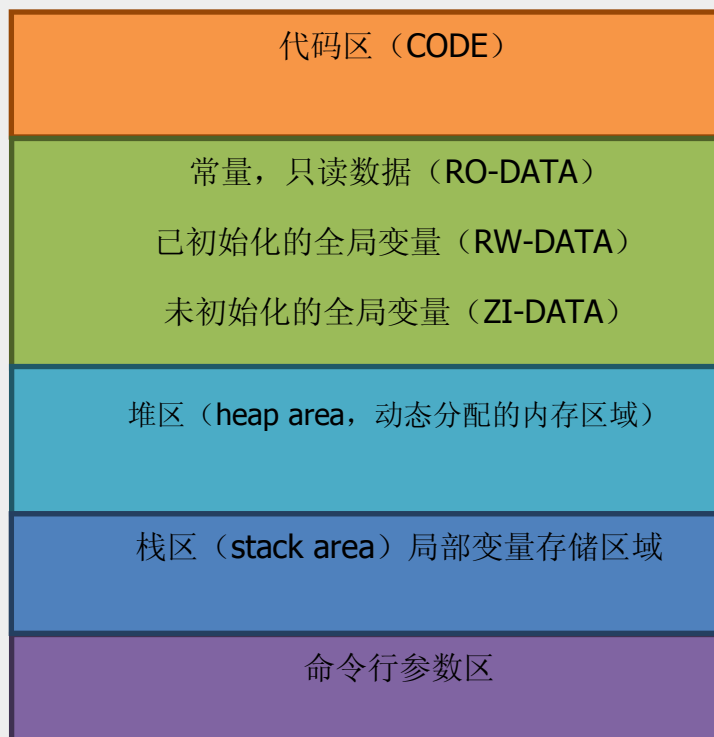 代码区（CODE）
常量，只读数据（RO-DATA）
已初始化的全局变量（RW-DATA）
未初始化的全局变量（ZI-DATA）
堆区（heap area，动态分配的内存区域）
栈区（stack area）局部变量存储区域
命令行参数区